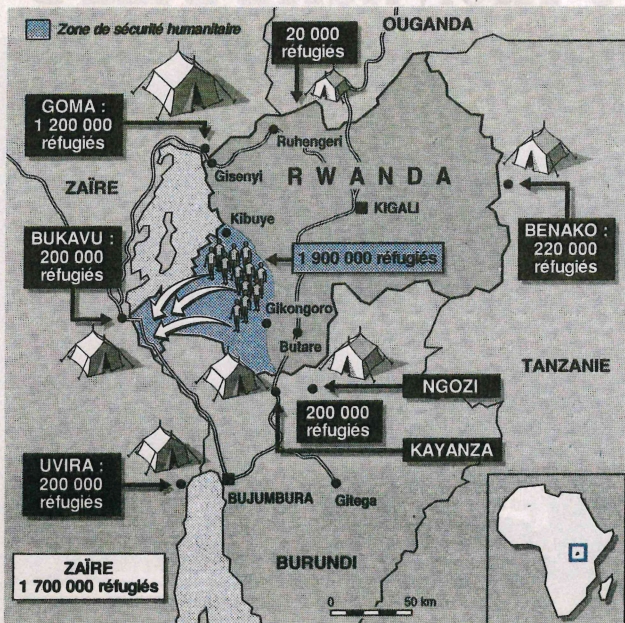 Zone de sécurité humanitaire
OUGANDA
20 000
réfugiés
GOMA :
1 200 000
réfugiés
Ruhengeri
Gisenyi
ZAÏRE
RWANDA
Kibuye
KIGALI
BUKAVU :
200 000
réfugiés
1 900 000 réfugiés
BENAKO :
220 000
réfugiés
Gikongoro
Butare
TANZANIE
NGOZI
200 000
réfugiés
KAYANZA
UVIRA :
200 000
réfugiés
BUJUMBURA
Gitega
ZAÏRE
1 700 000 réfugiés
BURUNDI
0 50 km